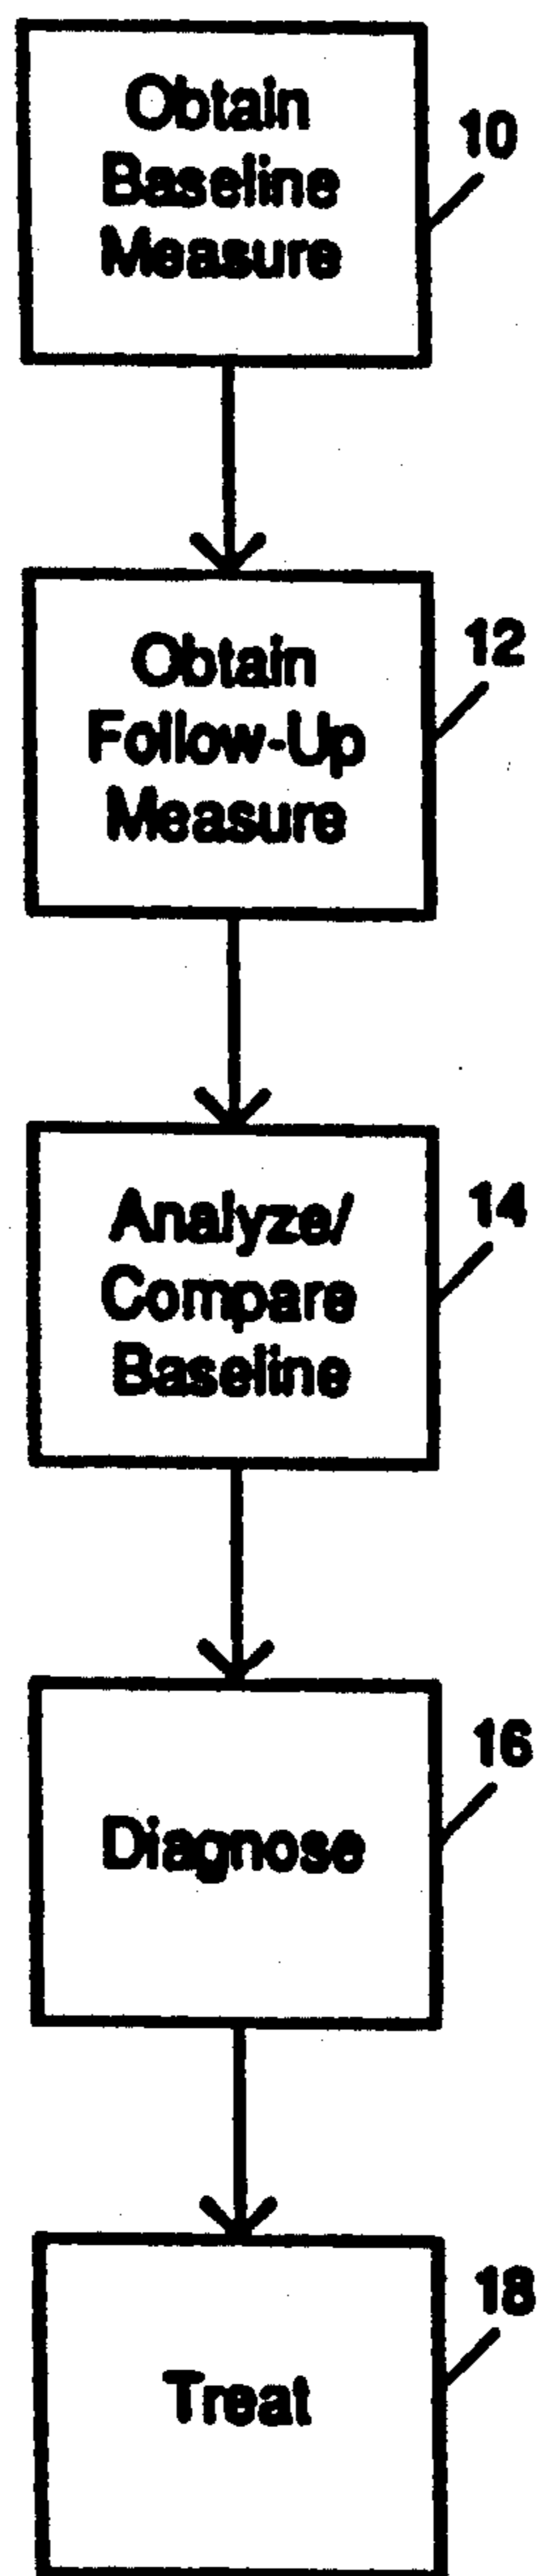 Obtain
Baseline
Measure
10
Obtain
Follow-Up
Measure
12
Analyze/
Compare
Baseline
14
Diagnose
16
Treat
18